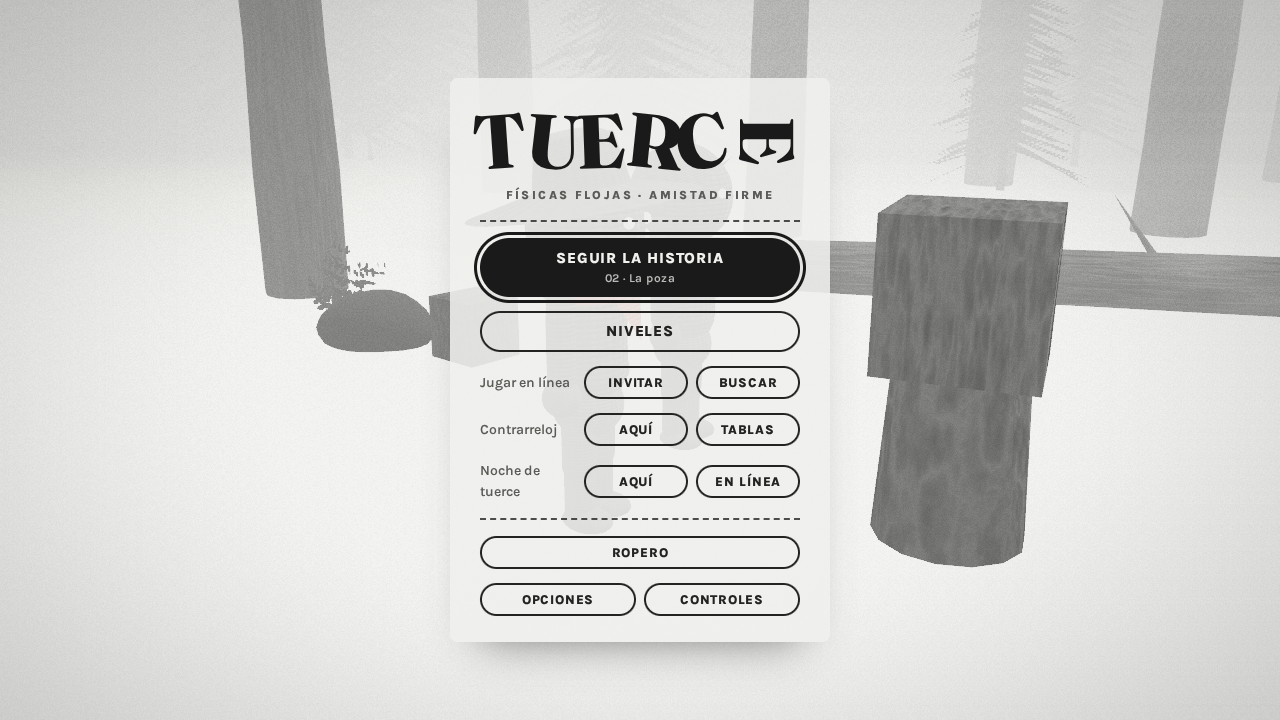 TUERCE
FÍSICAS FLOJAS · AMISTAD FIRME
SEGUIR LA HISTORIA
02 · La poza
NIVELES
Jugar en línea INVITAR BUSCAR
Contrarreloj AQUÍ TABLAS
Noche de tuerce AQUÍ EN LÍNEA
ROPERO
OPCIONES CONTROLES